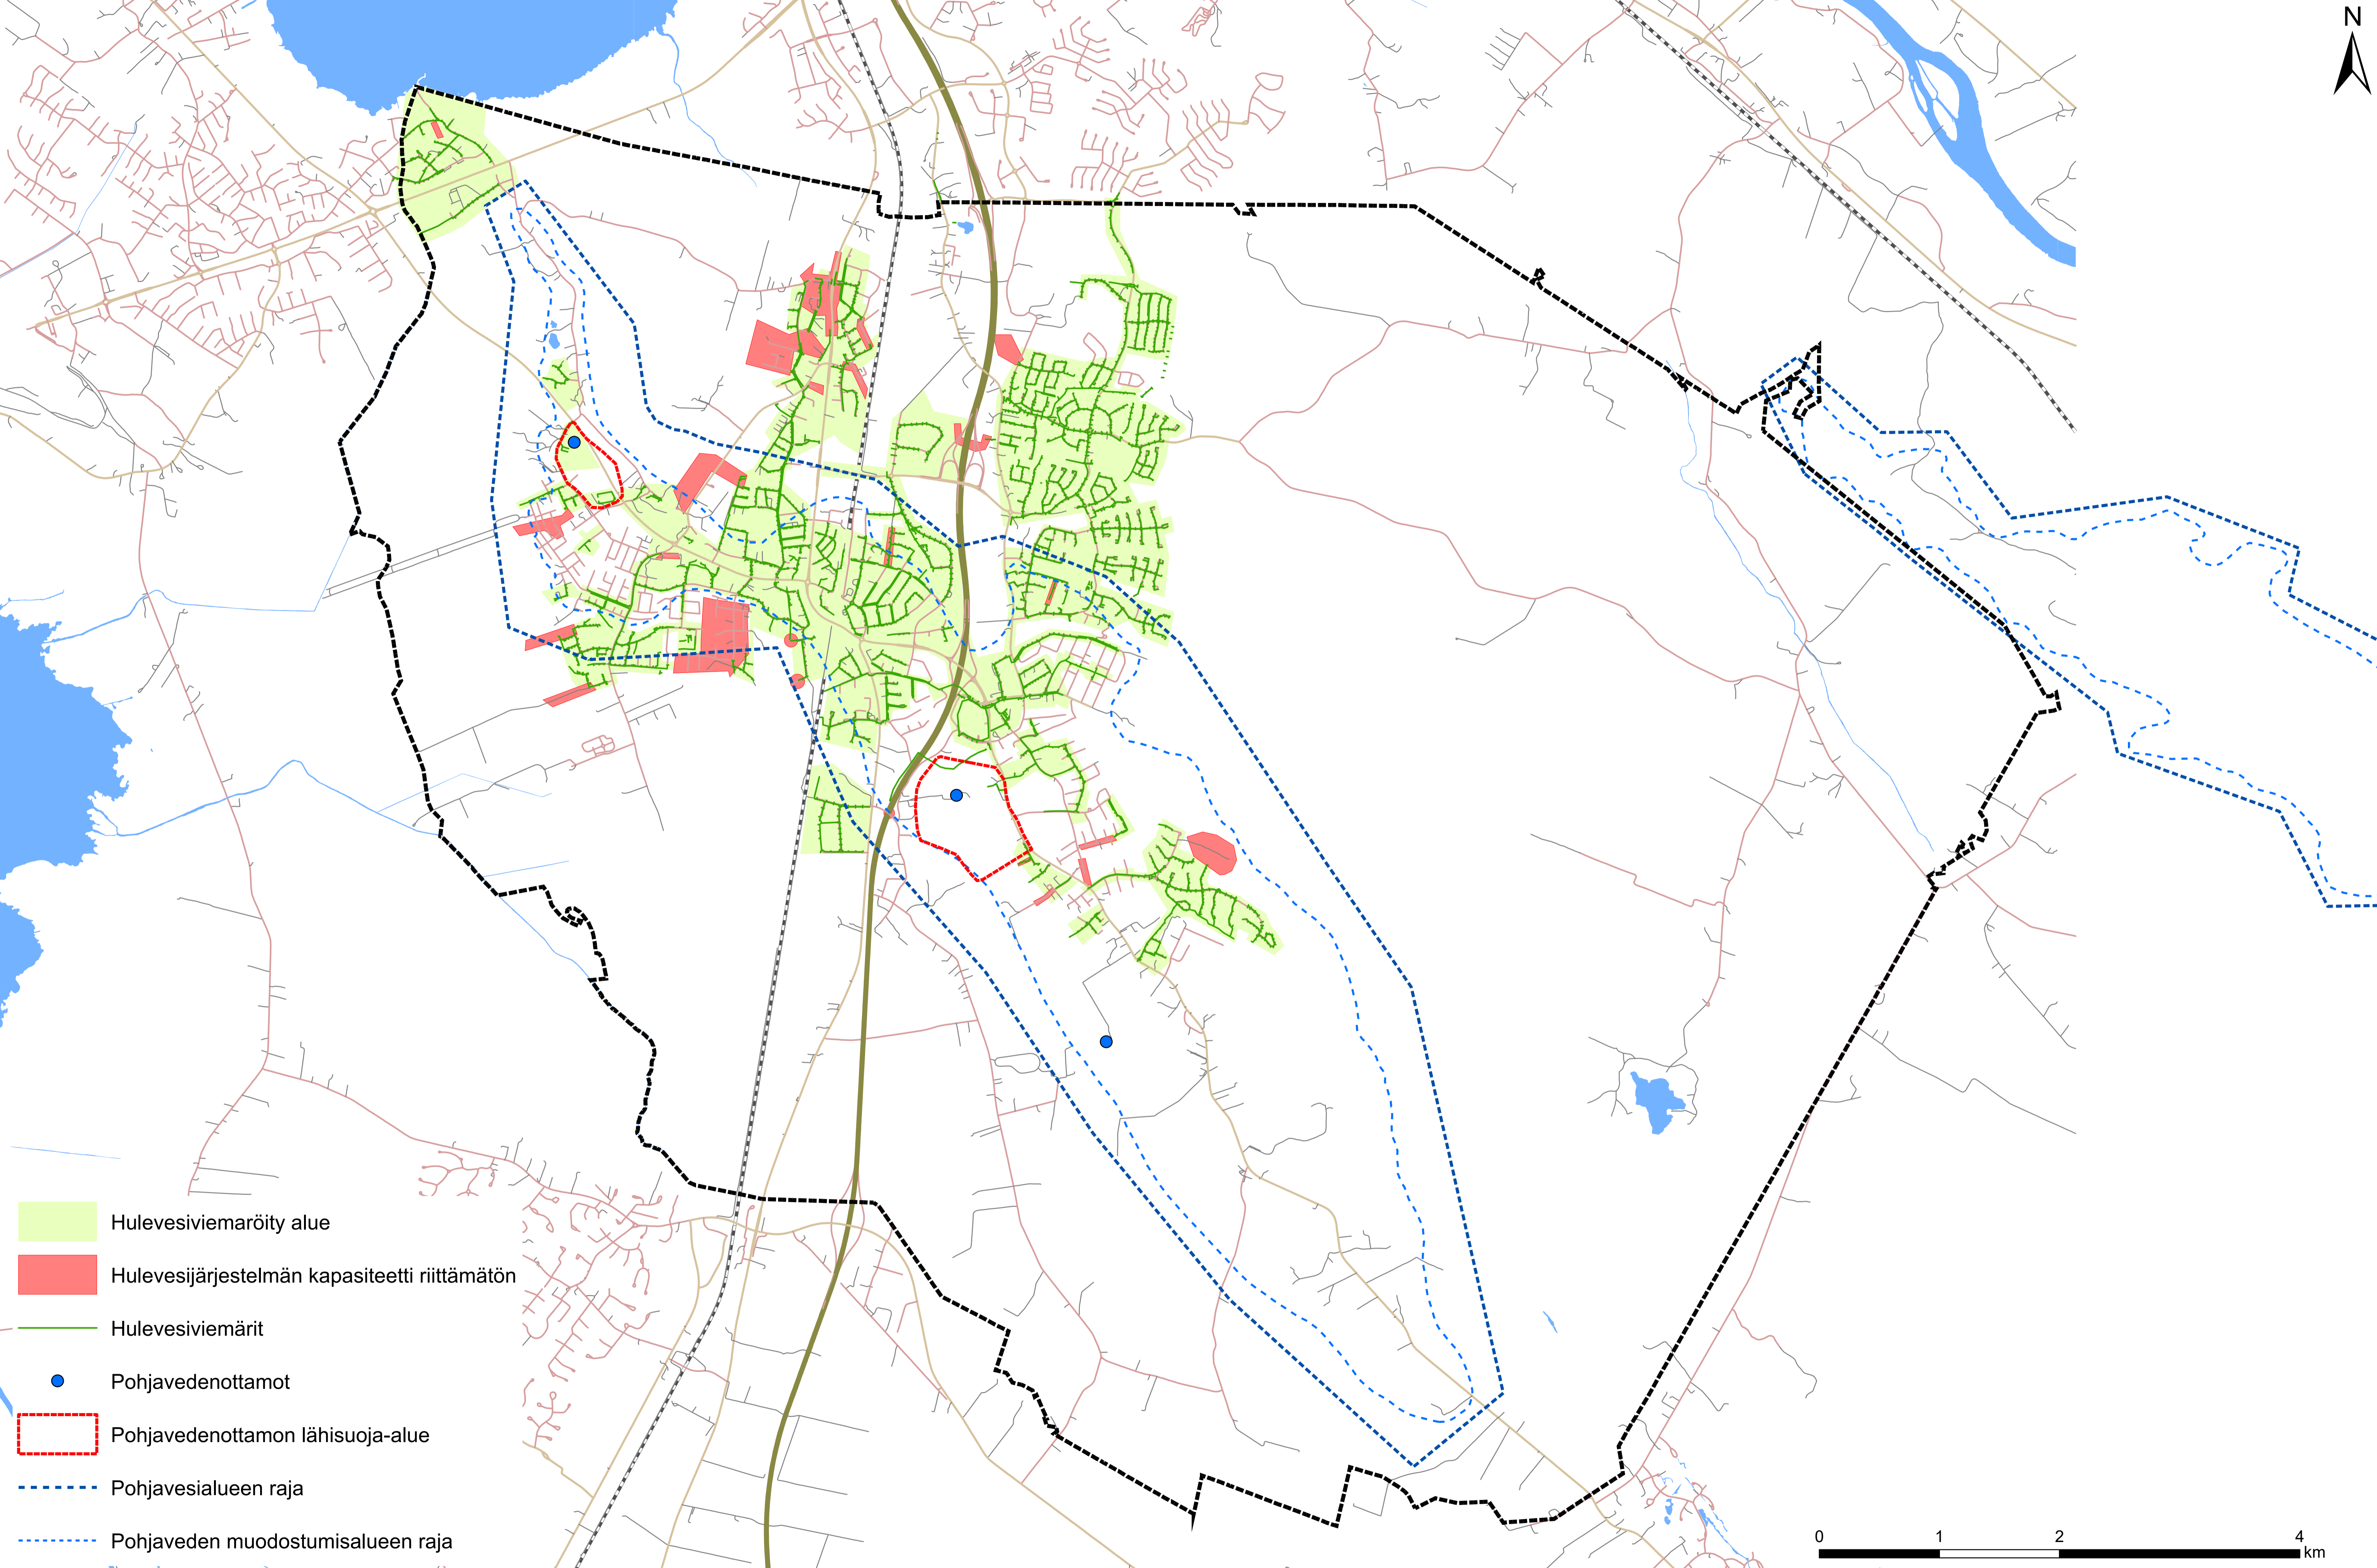 N
Hulevesiviemaröity alue
Hulevesijärjestelmän kapasiteetti riittämätön
Hulevesiviemärit
Pohjavedenottamot
Pohjavedenottamon lähisuoja-alue
Pohjavesialueen raja
Pohjaveden muodostumisalueen raja
0 1 2 4
km